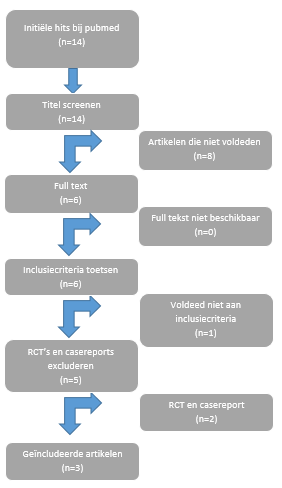 Initiële hits bij pubmed
(n=14)
Titel screenen
(n=14)
Artikelen die niet voldeden
(n=8)
Full text
(n=6)
Full tekst niet beschikbaar
(n=0)
Inclusiecriteria toetsen
(n=6)
Voldeed niet aan
inclusiecriteria
(n=1)
RCT's en casereports
excluderen
(n=5)
RCT en casereport
(n=2)
Geïncludeerde artikelen
(n=3)